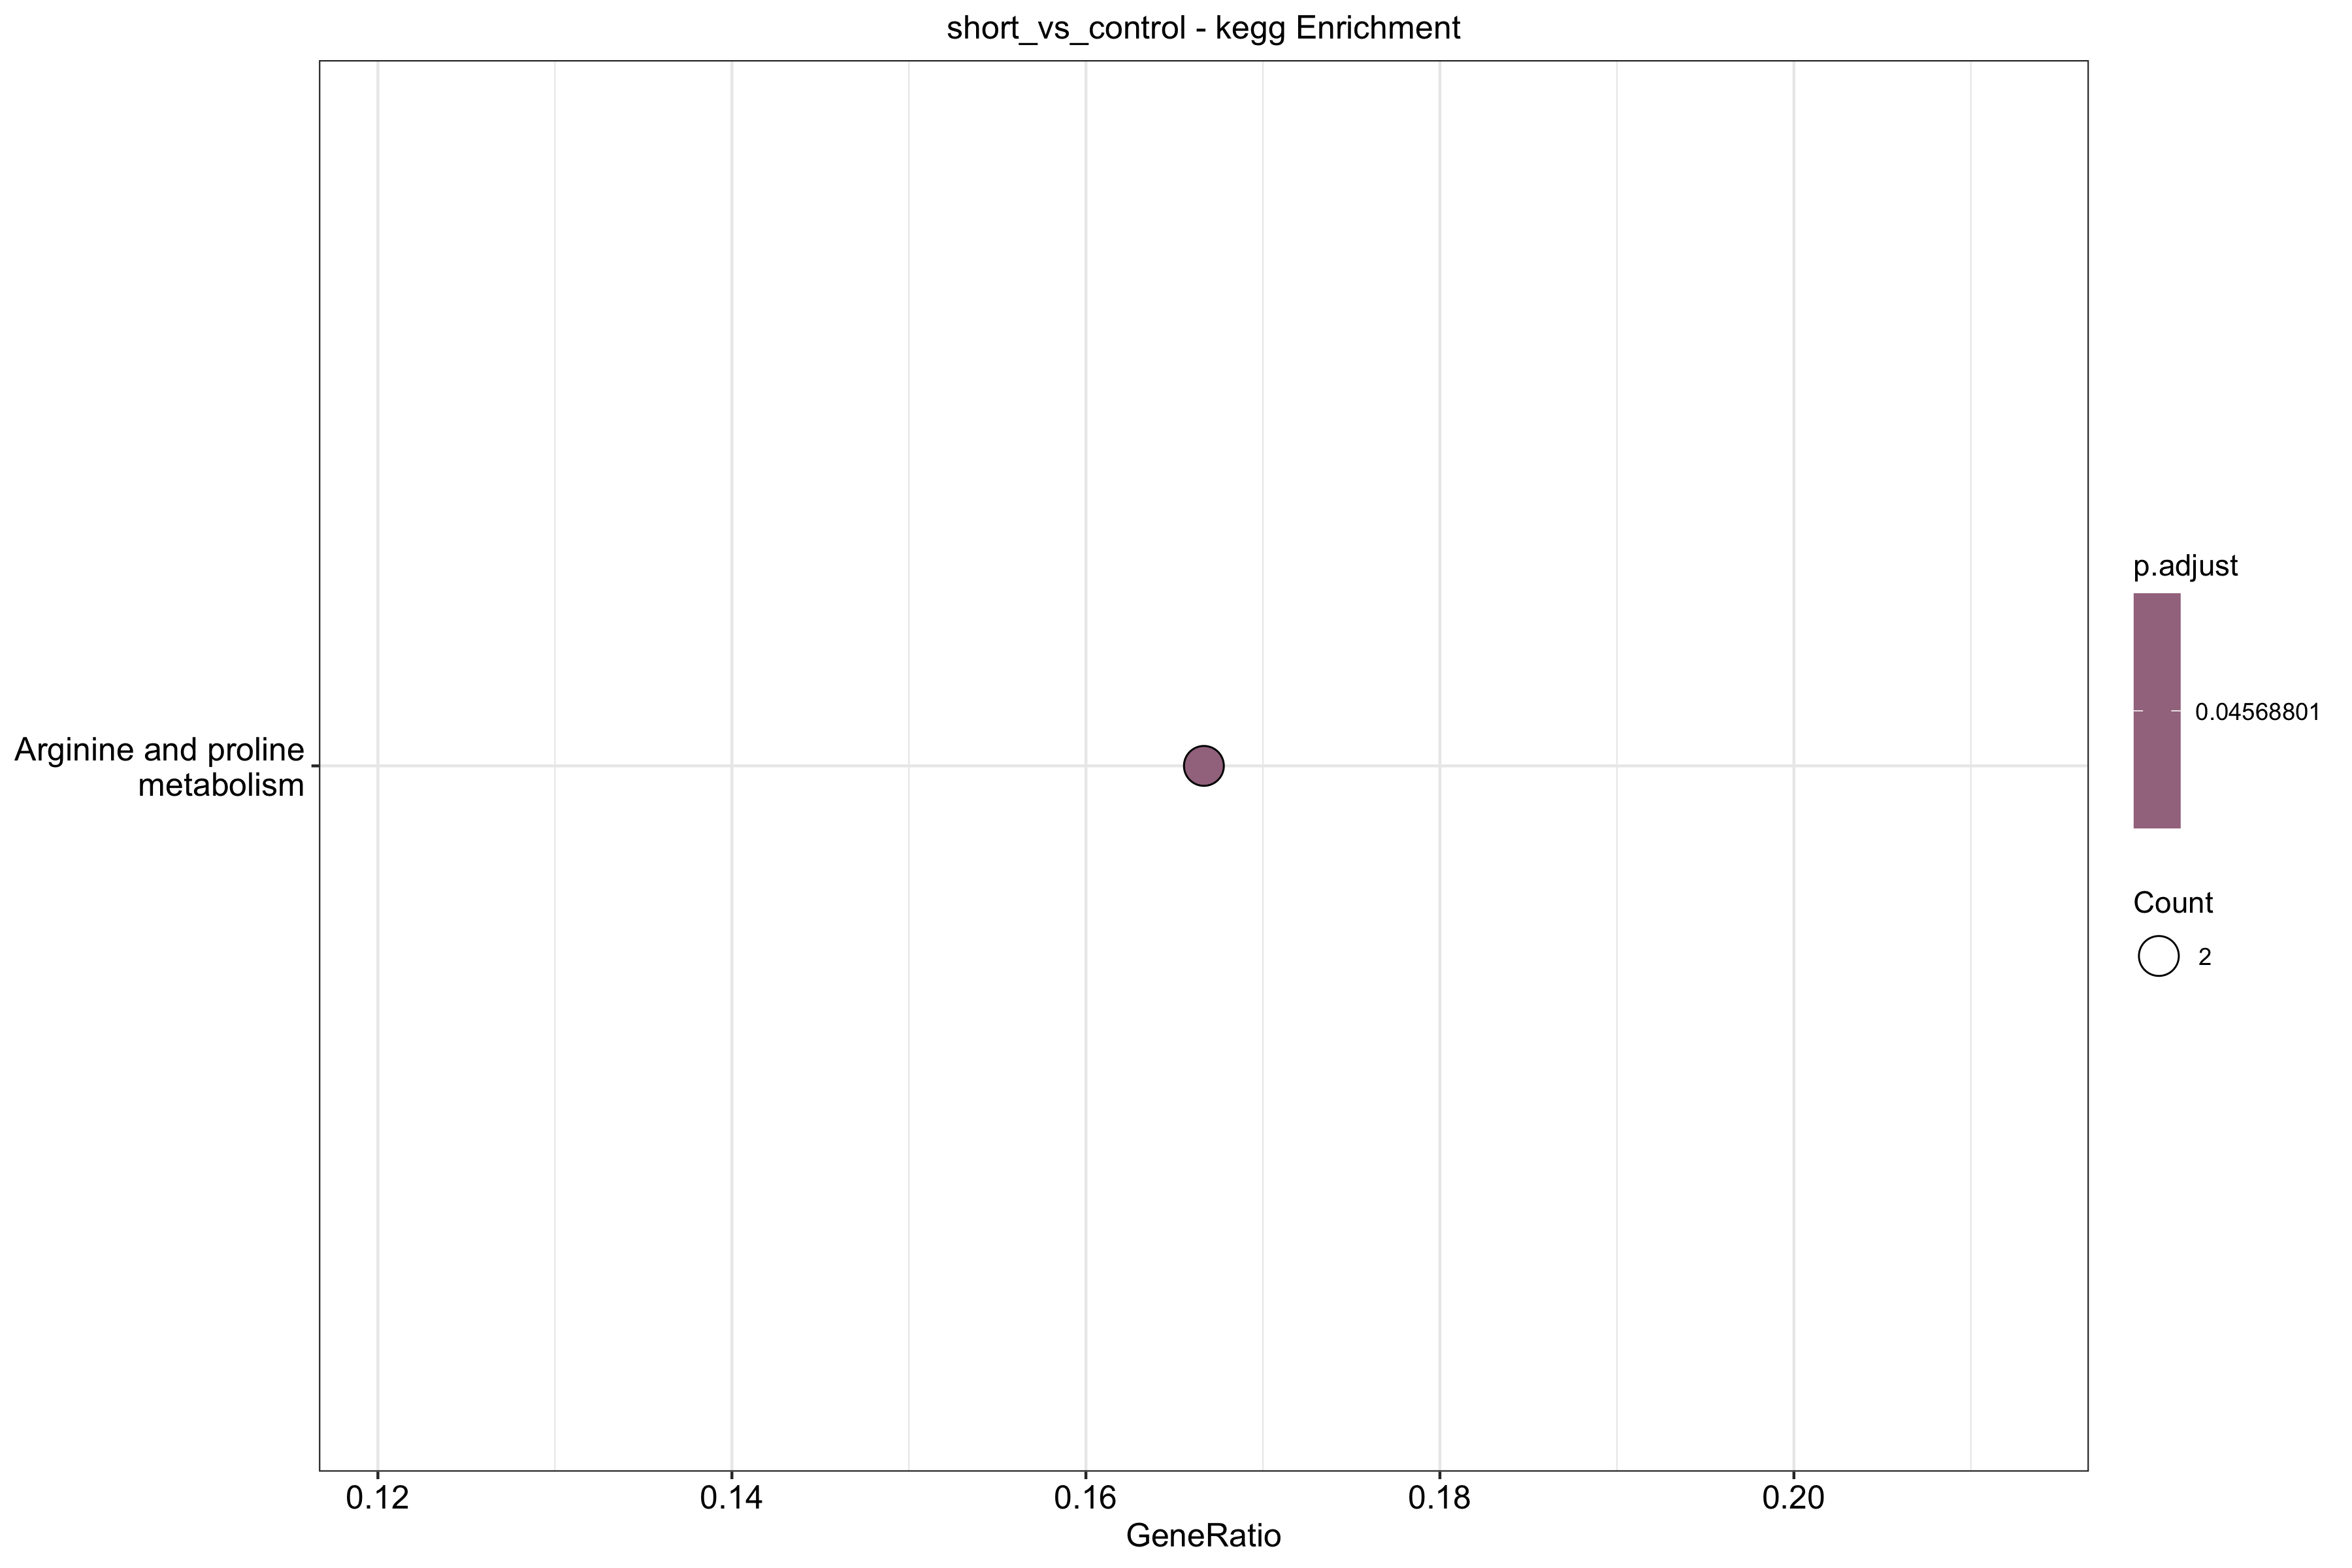 short_vs_control - kegg Enrichment
Arginine and proline
metabolism
0.12
0.14
0.16
0.18
0.20
GeneRatio
p.adjust
0.04568801
Count
2